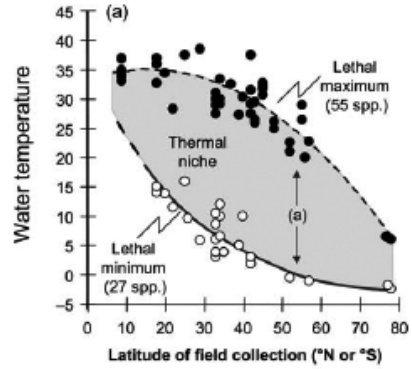 (a)
45
40
35
30
25
20
15
10
5
0
−5
Water temperature
Lethal
maximum
(55 spp.)
Thermal
niche
(a)
Lethal
minimum
(27 spp.)
0 10 20 30 40 50 60 70 80
Latitude of field collection (°N or °S)